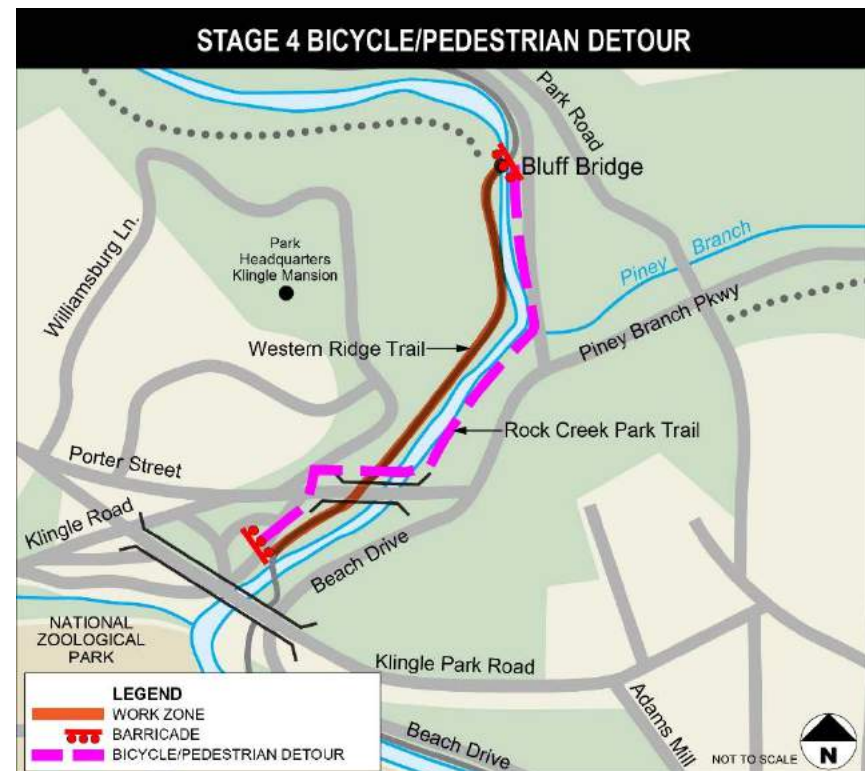 STAGE 4 BICYCLE/PEDESTRIAN DETOUR
Park Road
Bluff Bridge
Williamsburg Ln.
Park
Headquarters
Klingle Mansion
Piney Branch
Piney Branch Pkwy
Western Ridge Trail
Rock Creek Park Trail
Porter Street
Klingle Road
Beach Drive
NATIONAL
ZOOLOGICAL
PARK
Klingle Park Road
Adams Mill
LEGEND
WORK ZONE
BARRICADE
BICYCLE/PEDESTRIAN DETOUR
Beach Drive
NOT TO SCALE
N